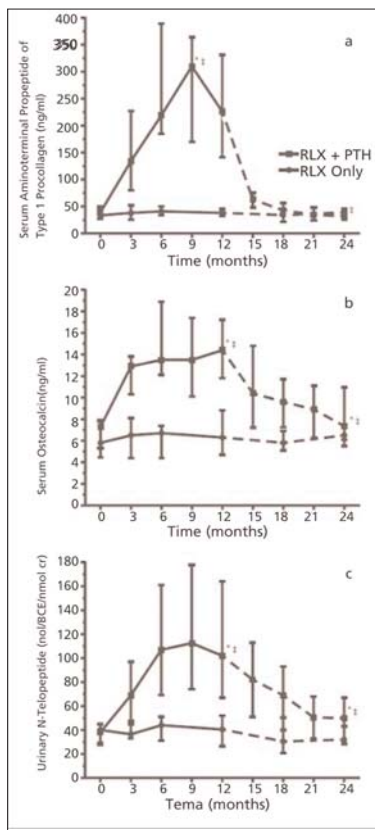 a
Serum Aminoterminal Propeptide of
Type 1 Procollagen (ng/ml)
400
350
300
250
200
150
100
50
0
*‡
RLX + PTH
RLX Only
‡
0 3 6 9 12 15 18 21 24
Time (months)
b
Serum Osteocalcin(ng/ml)
20
18
16
14
12
10
8
6
4
2
0
*‡
*‡
0 3 6 9 12 15 18 21 24
Time (months)
c
Urinary N-Telopeptide (nol/BCE/nmol cr)
180
160
140
120
100
80
60
40
20
0
*‡
*‡
0 3 6 9 12 15 18 21 24
Tema (months)